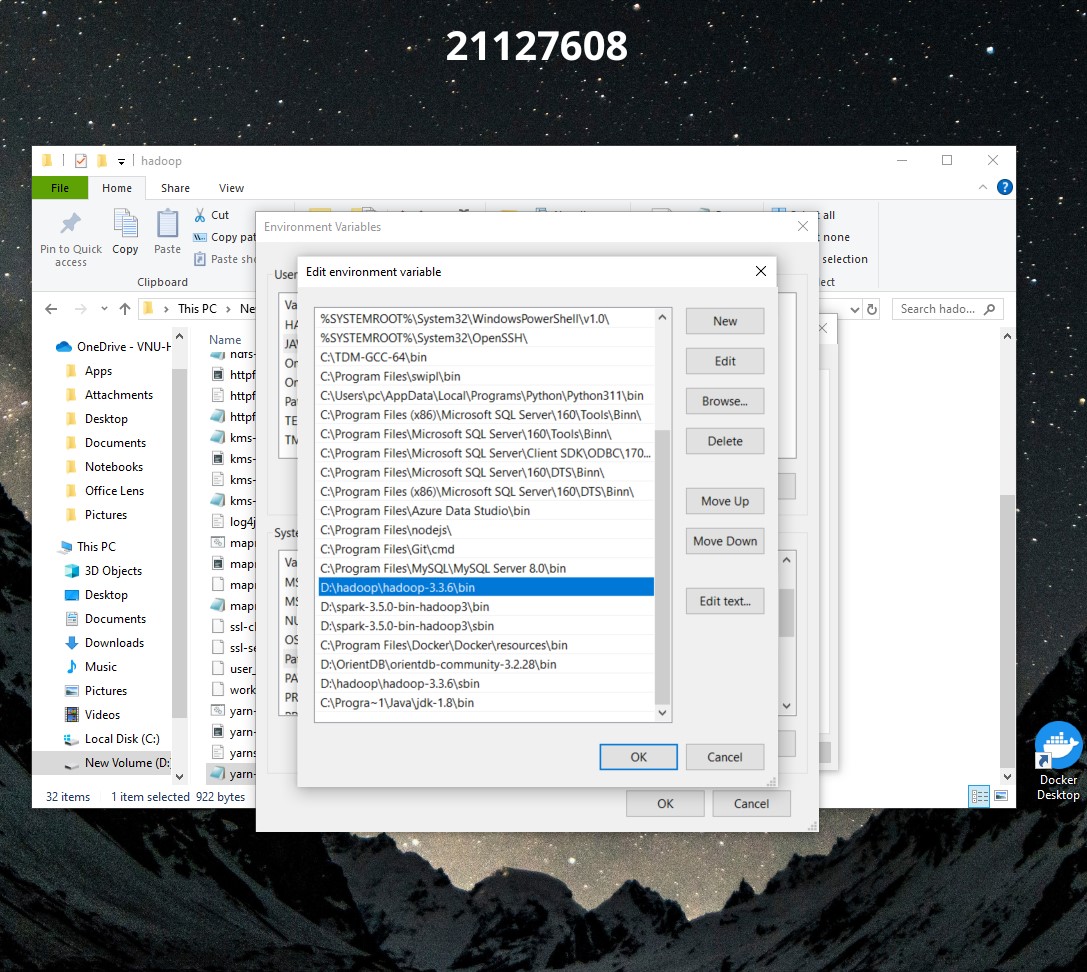 21127608
hadoop
File Home Share View
Pin to Quick access
Copy
Paste
Cut
Copy pat
Paste sh
Clipboard
all
none
selection
ect
This PC
Ne
Search hado...
OneDrive - VNU-H
Apps
Attachments
Desktop
Documents
Notebooks
Office Lens
Pictures
This PC
3D Objects
Desktop
Documents
Downloads
Music
Pictures
Videos
Local Disk (C:)
New Volume (D:
Name
hdfs-
httpf
httpf
httpf
kms-
kms-
kms-
log4j
mapr
mapr
mapr
mapr
ssl-cl
ssl-se
user_
work
yarn-
yarn-
yarns
yarn-
32 items 1 item selected 922 bytes
Environment Variables
User
Va
HA
JA
On
On
Pa
TE
TM
Syste
Va
MS
MS
NU
OS
Pa
PA
PR
OK
Cancel
Edit environment variable
%SYSTEMROOT%\System32\WindowsPowerShell\v1.0\
%SYSTEMROOT%\System32\OpenSSH\
C:\TDM-GCC-64\bin
C:\Program Files\swipl\bin
C:\Users\pc\AppData\Local\Programs\Python\Python311\bin
C:\Program Files (x86)\Microsoft SQL Server\160\Tools\Binn\
C:\Program Files\Microsoft SQL Server\160\Tools\Binn\
C:\Program Files\Microsoft SQL Server\Client SDK\ODBC\170...
C:\Program Files\Microsoft SQL Server\160\DTS\Binn\
C:\Program Files (x86)\Microsoft SQL Server\160\DTS\Binn\
C:\Program Files\Azure Data Studio\bin
C:\Program Files\nodejs\
C:\Program Files\Git\cmd
C:\Program Files\MySQL\MySQL Server 8.0\bin
D:\hadoop\hadoop-3.3.6\bin
D:\spark-3.5.0-bin-hadoop3\bin
D:\spark-3.5.0-bin-hadoop3\sbin
C:\Program Files\Docker\Docker\resources\bin
D:\OrientDB\orientdb-community-3.2.28\bin
D:\hadoop\hadoop-3.3.6\sbin
C:\Progra~1\Java\jdk-1.8\bin
New
Edit
Browse...
Delete
Move Up
Move Down
Edit text...
OK
Cancel
Docker
Desktop